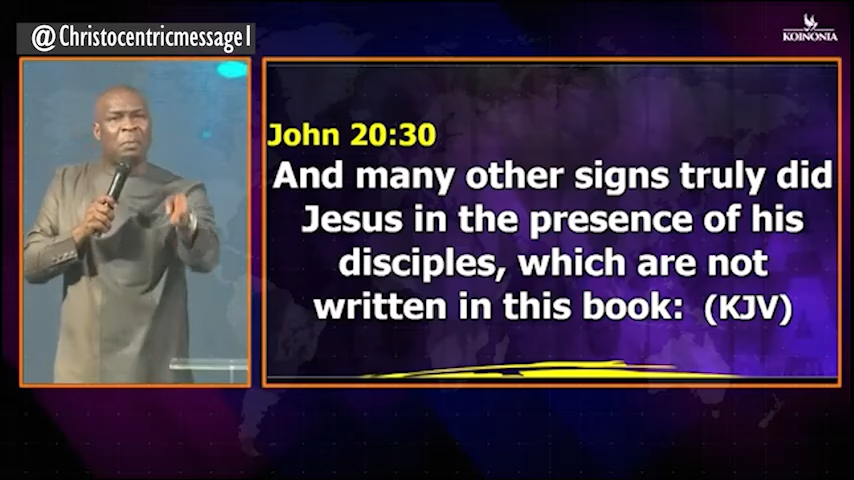 @Christocentricmessage1
KOINONIA
John 20:30
And many other signs truly did
Jesus in the presence of his
disciples, which are not
written in this book: (KJV)